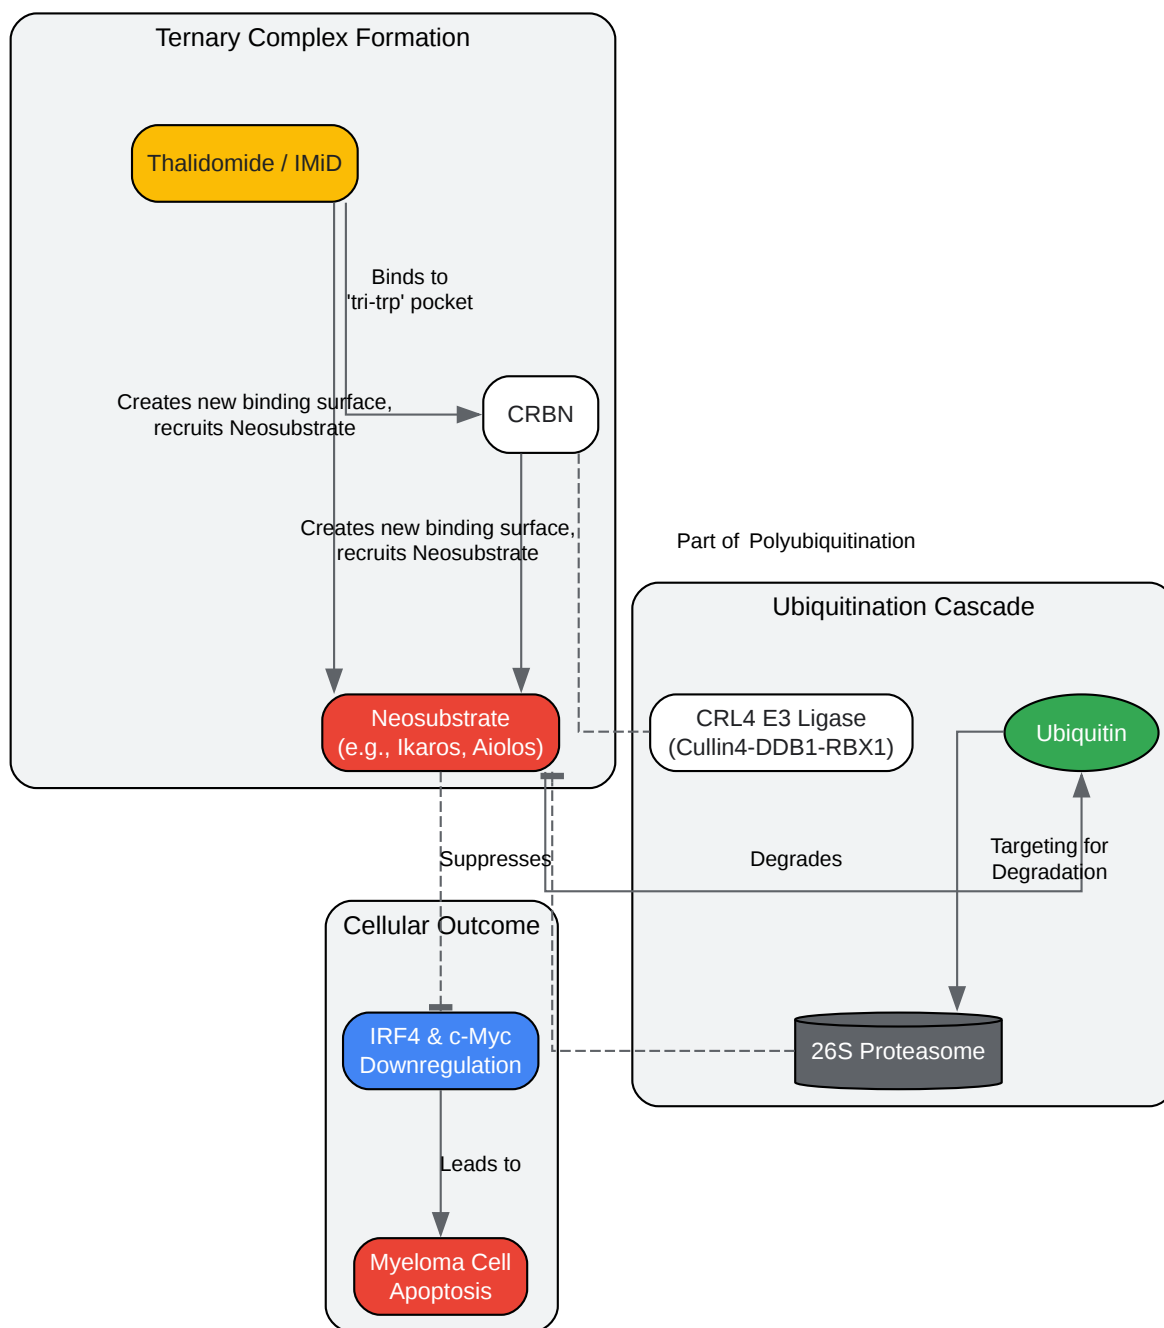 Ternary Complex Formation
Thalidomide / IMiD
Binds to
'tri-trp' pocket
Creates new binding surface,
recruits Neosubstrate
CRBN
Creates new binding surface,
recruits Neosubstrate
Part of
Polyubiquitination
Ubiquitination Cascade
Neosubstrate
(e.g., Ikaros, Aiolos)
CRL4 E3 Ligase
(Cullin4-DDB1-RBX1)
Ubiquitin
Suppresses
Degrades
Targeting for
Degradation
Cellular Outcome
IRF4 & c-Myc
Downregulation
26S Proteasome
Leads to
Myeloma Cell
Apoptosis